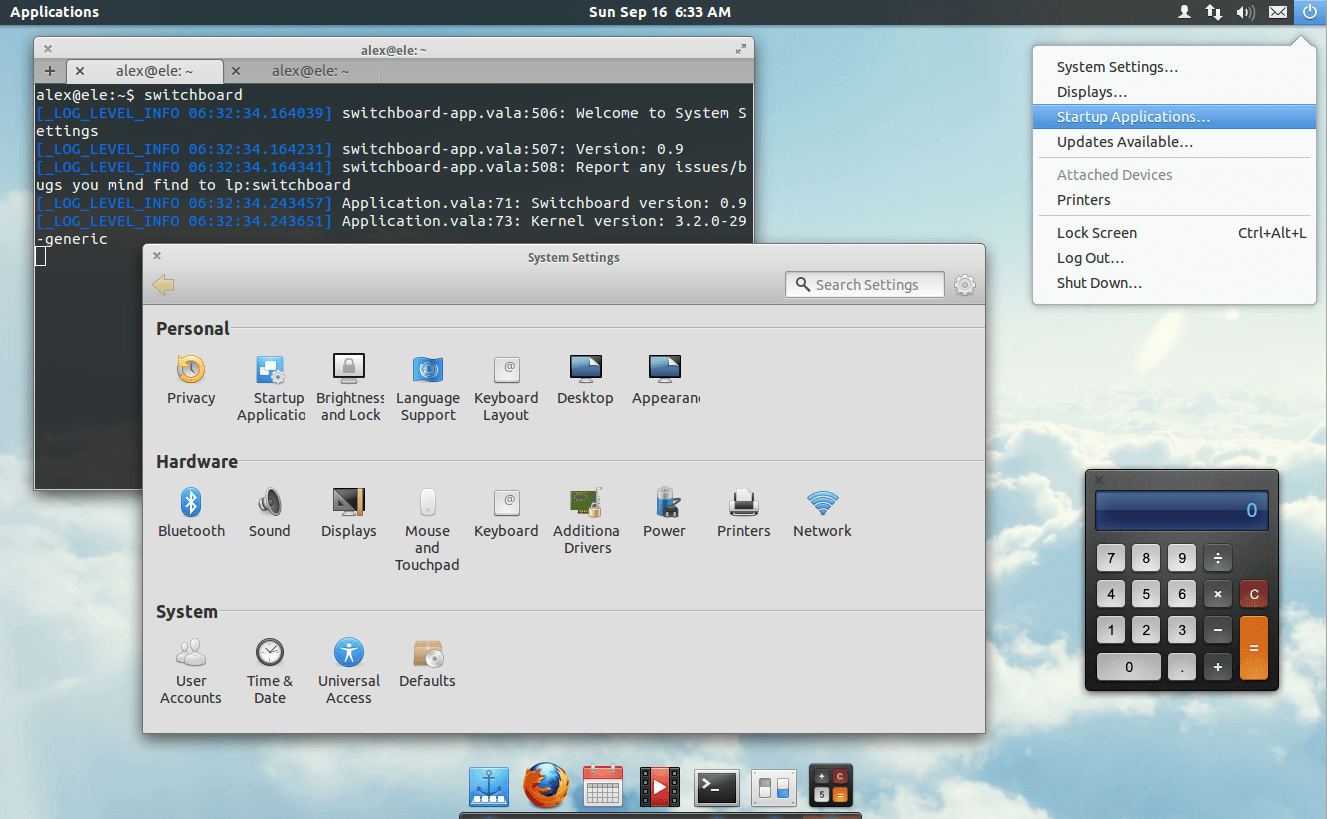 Applications
Sun Sep 16 6:33 AM
alex@ele: ~
alex@ele: ~
alex@ele: ~
alex@ele:~$ switchboard
[_LOG_LEVEL_INFO 06:32:34.164039] switchboard-app.vala:506: Welcome to System S
ettings
[_LOG_LEVEL_INFO 06:32:34.164231] switchboard-app.vala:507: Version: 0.9
[_LOG_LEVEL_INFO 06:32:34.164341] switchboard-app.vala:508: Report any issues/b
ugs you mind find to lp:switchboard
[_LOG_LEVEL_INFO 06:32:34.243457] Application.vala:71: Switchboard version: 0.9
[_LOG_LEVEL_INFO 06:32:34.243651] Application.vala:73: Kernel version: 3.2.0-29
-generic
System Settings...
Displays...
Startup Applications...
Updates Available...
Attached Devices
Printers
Lock Screen Ctrl+Alt+L
Log Out...
Shut Down...
System Settings
Search Settings
Personal
Privacy
Startup
Applicatio
Brightness
and Lock
Language
Support
Keyboard
Layout
Desktop
Appearan
Hardware
Bluetooth
Sound
Displays
Mouse
and
Touchpad
Keyboard
Additiona
Drivers
Power
Printers
Network
System
User
Accounts
Time &
Date
Universal
Access
Defaults
0
7 8 9 ÷
4 5 6 × C
1 2 3 −
=
0 . +
+ C
5 =